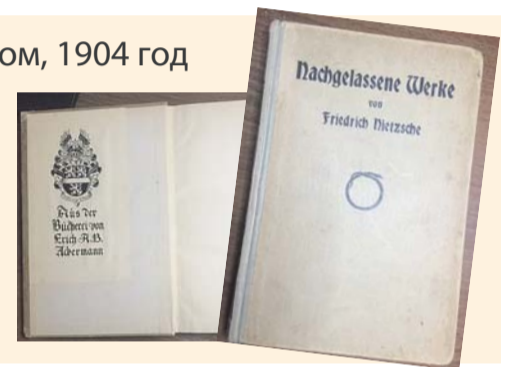 ом, 1904 год
Nachgelassene Werke
von
Friedrich Nietzsche
Aus der
Bücherei von
Erich A.B.
Ackermann